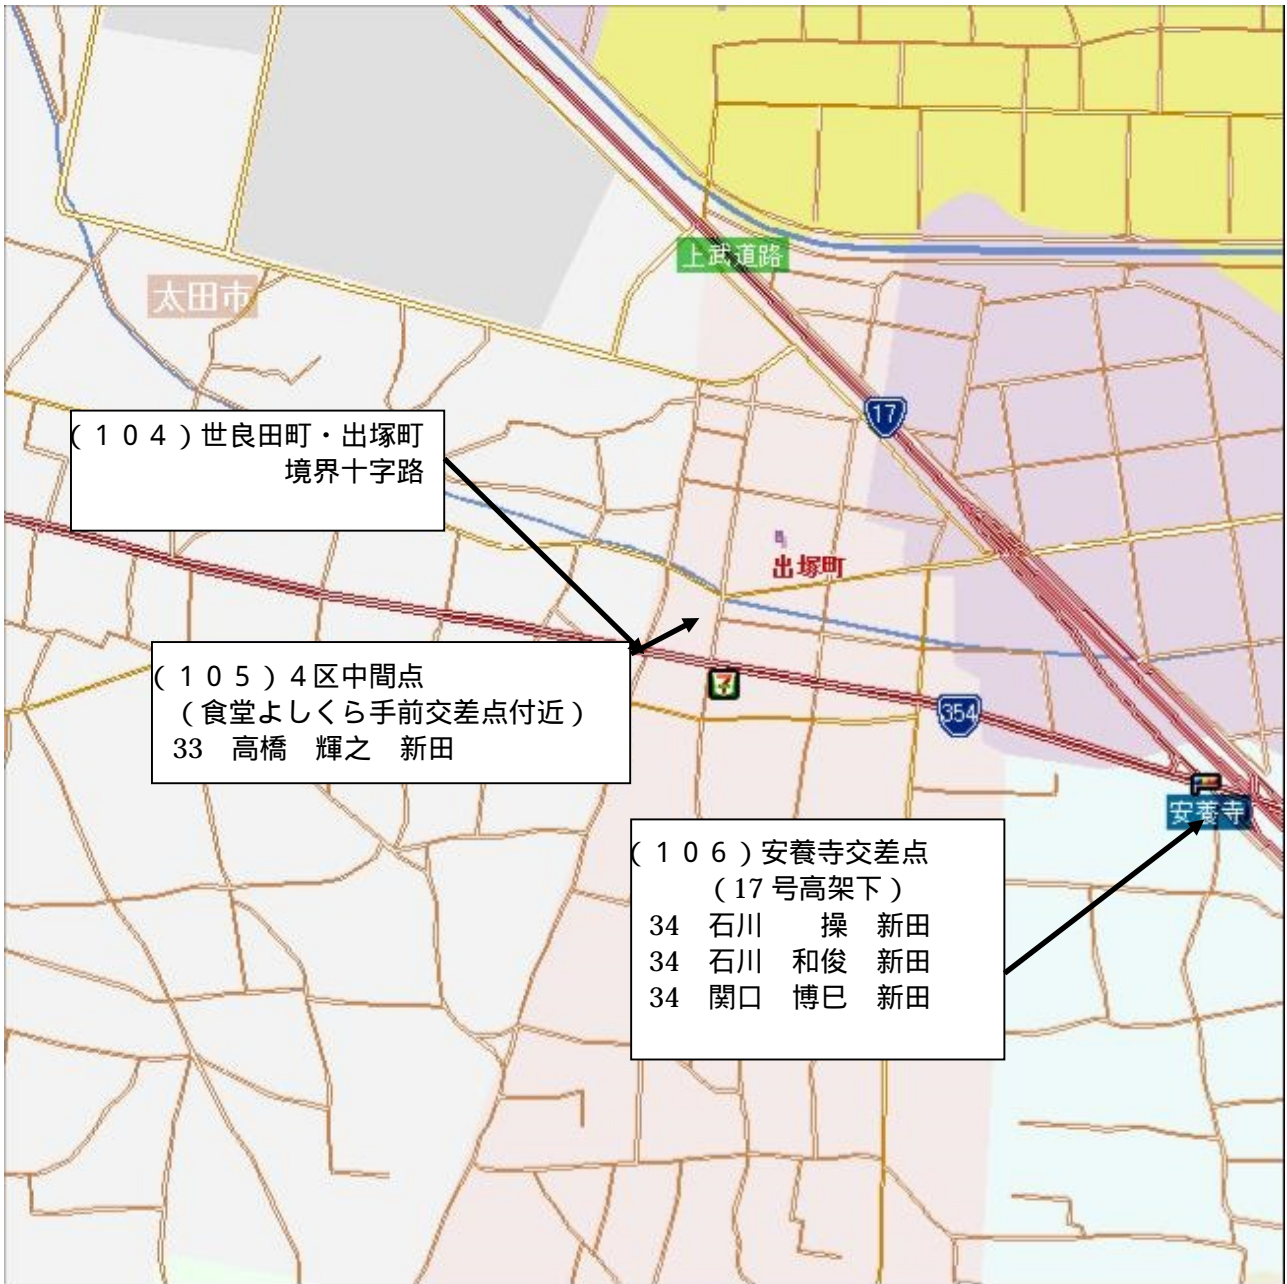 上武道路
太田市
17
(104)世良田町・出塚町
境界十字路
出塚町
(105)4区中間点
(食堂よしくら手前交差点付近)
33 高橋 輝之 新田
7
354
安養寺
(106)安養寺交差点
(17号高架下)
34 石川 操 新田
34 石川 和俊 新田
34 関口 博巳 新田